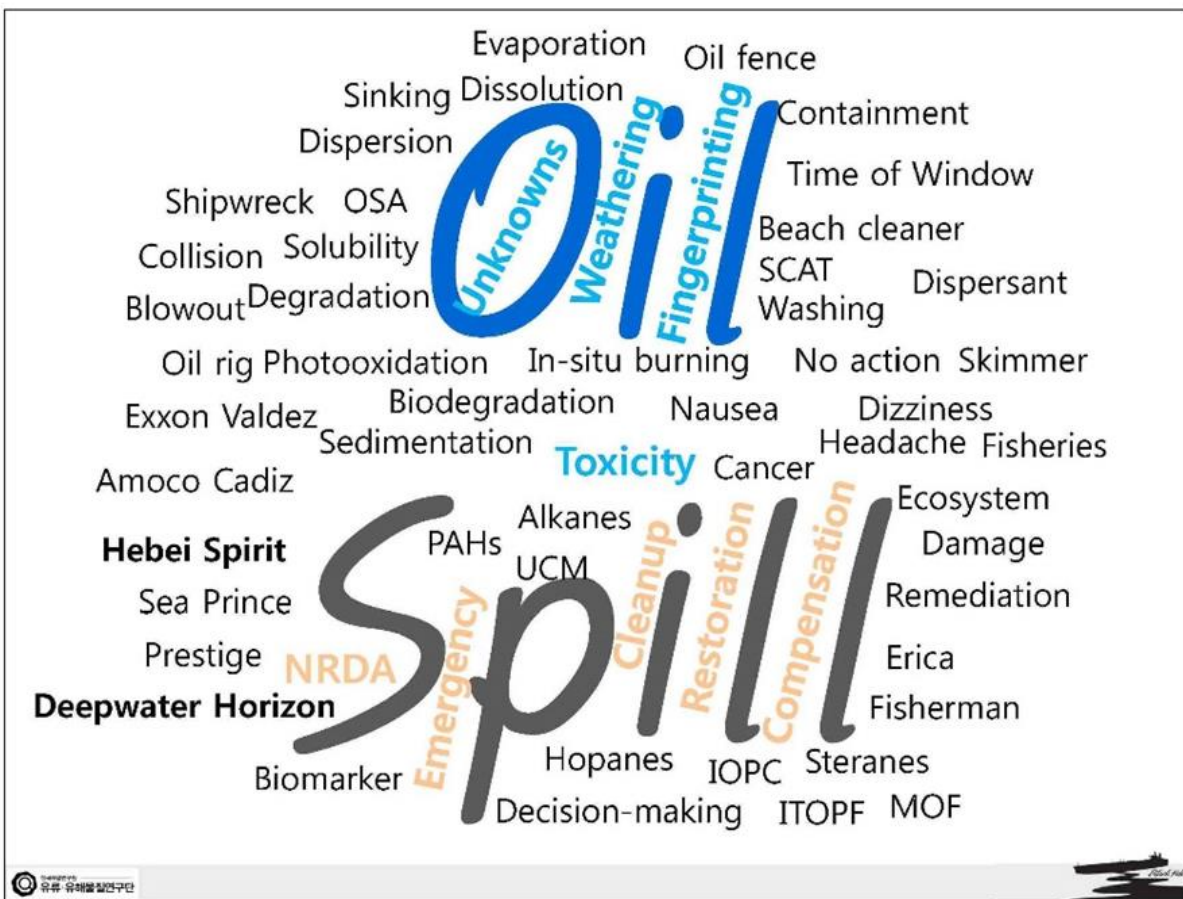 Evaporation
Oil fence
Sinking Dissolution
Containment
Dispersion
Oil
Unknowns
Weathering
Fingerprinting
Time of Window
Shipwreck OSA
Beach cleaner
Collision Solubility
SCAT
Dispersant
Blowout Degradation
Washing
Oil rig Photooxidation In-situ burning No action Skimmer
Exxon Valdez Biodegradation Nausea Dizziness
Sedimentation Headache Fisheries
Toxicity Cancer
Amoco Cadiz
Ecosystem
Spill
Alkanes
PAHs
Hebei Spirit
UCM
Damage
Cleanup
Restoration
Compensation
Sea Prince
Remediation
Prestige
NRDA
Emergency
Erica
Deepwater Horizon
Fisherman
Biomarker
Hopanes IOPC Steranes
Decision-making ITOPF MOF
유류·유해물질연구단